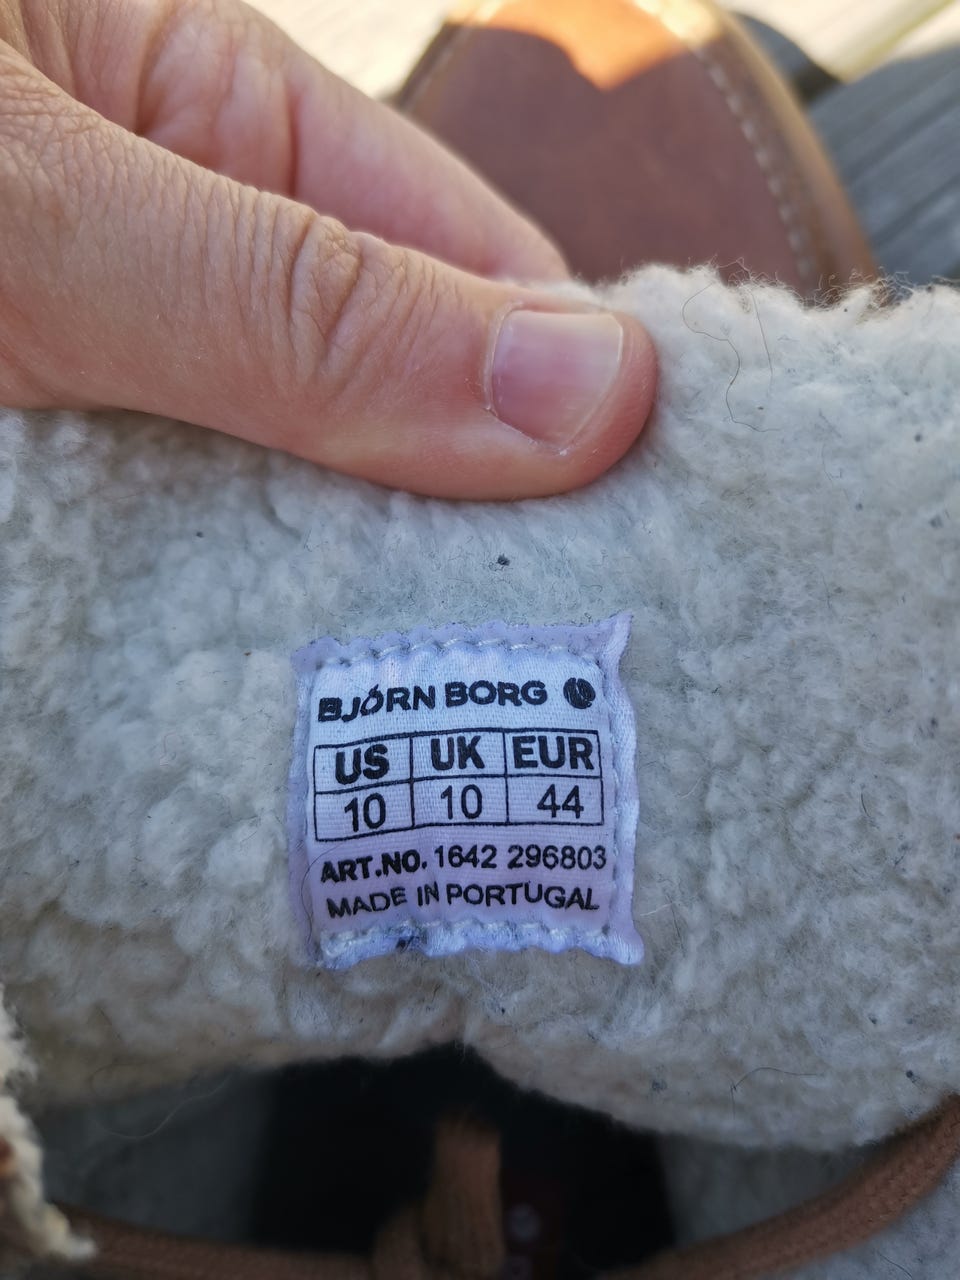 BJÖRN BORG
US UK EUR
10 10 44
ART.NO. 1642 296803
MADE IN PORTUGAL